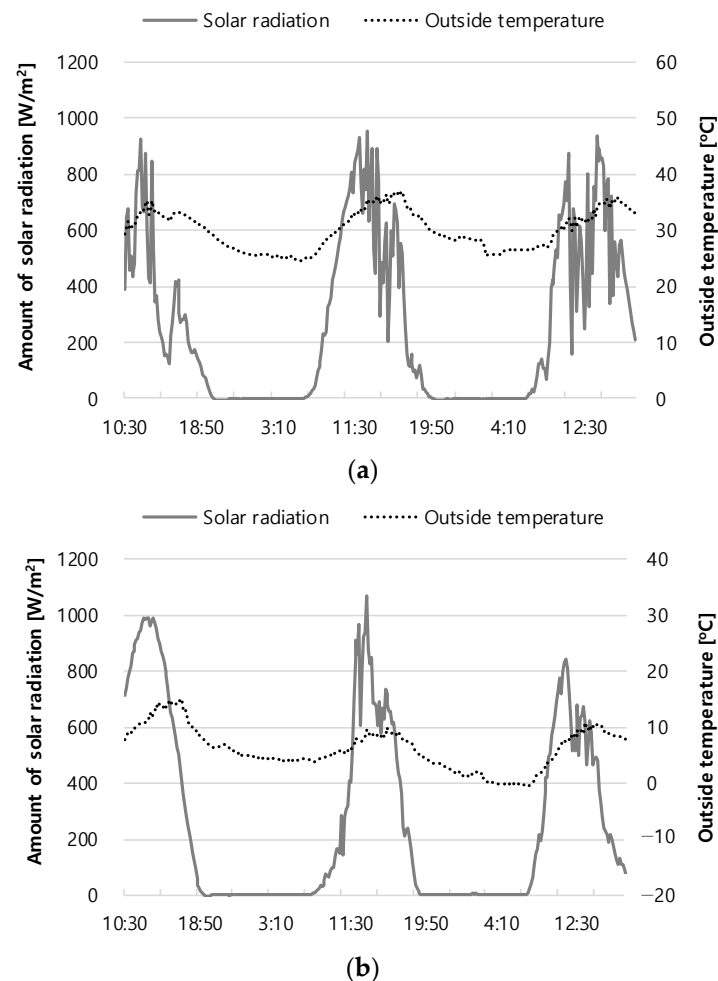 Solar radiation Outside temperature
Amount of solar radiation [W/m²]
1200
1000
800
600
400
200
0
60
50
40
30
20
10
0
Outside temperature [ºC]
10:30 18:50 3:10 11:30 19:50 4:10 12:30
(a)
Solar radiation Outside temperature
Amount of solar radiation [W/m²]
1200
1000
800
600
400
200
0
40
30
20
10
0
−10
−20
Outside temperature [ºC]
10:30 18:50 3:10 11:30 19:50 4:10 12:30
(b)